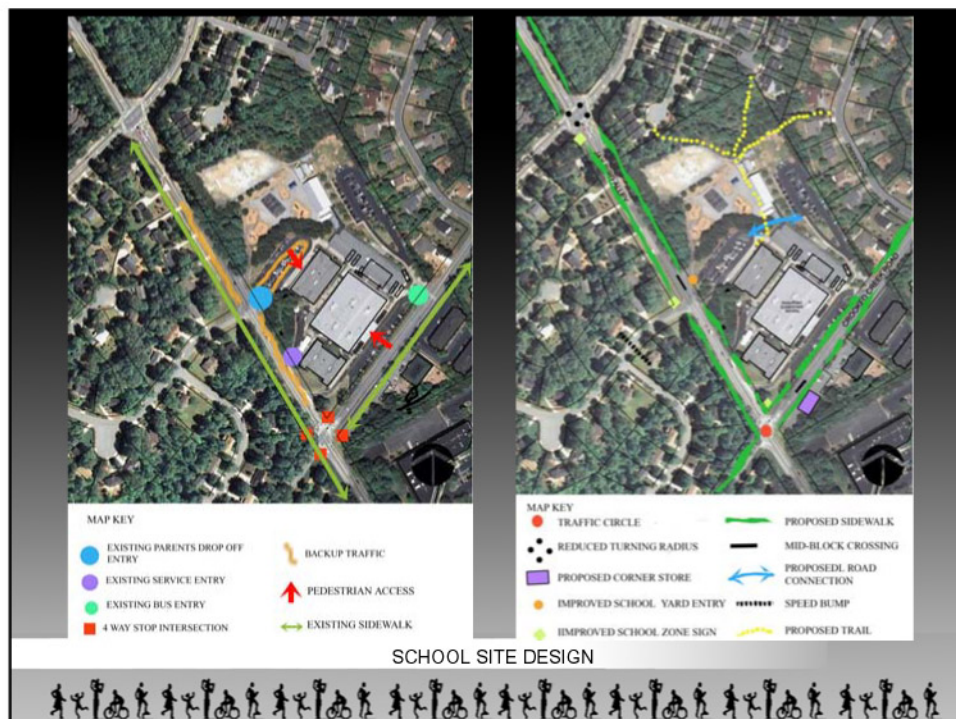 MAP KEY
EXISTING PARENTS DROP OFF
ENTRY
EXISTING SERVICE ENTRY
EXISTING BUS ENTRY
4 WAY STOP INTERSECTION
BACKUP TRAFFIC
PEDESTRIAN ACCESS
EXISTING SIDEWALK
MAP KEY
TRAFFIC CIRCLE
REDUCED TURNING RADIUS
PROPOSED CORNER STORE
IMPROVED SCHOOL YARD ENTRY
IIMPROVED SCHOOL ZONE SIGN
PROPOSED SIDEWALK
MID-BLOCK CROSSING
PROPOSEDL ROAD
CONNECTION
SPEED BUMP
PROPOSED TRAIL
SCHOOL SITE DESIGN